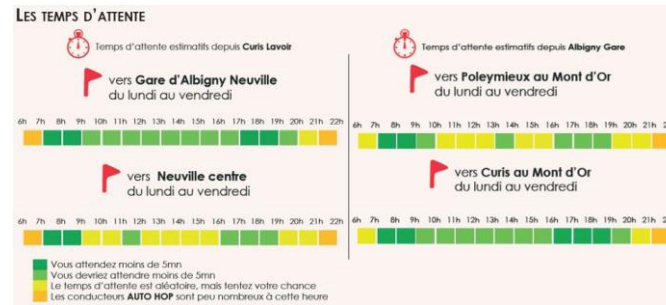 LES TEMPS D'ATTENTE
Temps d'attente estimatifs depuis Curis Lavoir
vers Gare d'Albigny Neuville
du lundi au vendredi
6h 7h 8h 9h 10h 11h 12h 13h 14h 15h 16h 17h 18h 19h 20h 21h 22h
vers Neuville centre
du lundi au vendredi
6h 7h 8h 9h 10h 11h 12h 13h 14h 15h 16h 17h 18h 19h 20h 21h 22h
Vous attendez moins de 5mn
Vous devriez attendre moins de 5mn
Le temps d'attente est aléatoire, mais tentez votre chance
Les conducteurs AUTO HOP sont peu nombreux à cette heure
Temps d'attente estimatifs depuis Albigny Gare
vers Poleymieux au Mont d'Or
du lundi au vendredi
6h 7h 8h 9h 10h 11h 12h 13h 14h 15h 16h 17h 18h 19h 20h 21h
vers Curis au Mont d'Or
du lundi au vendredi
6h 7h 8h 9h 10h 11h 12h 13h 14h 15h 16h 17h 18h 19h 20h 21h